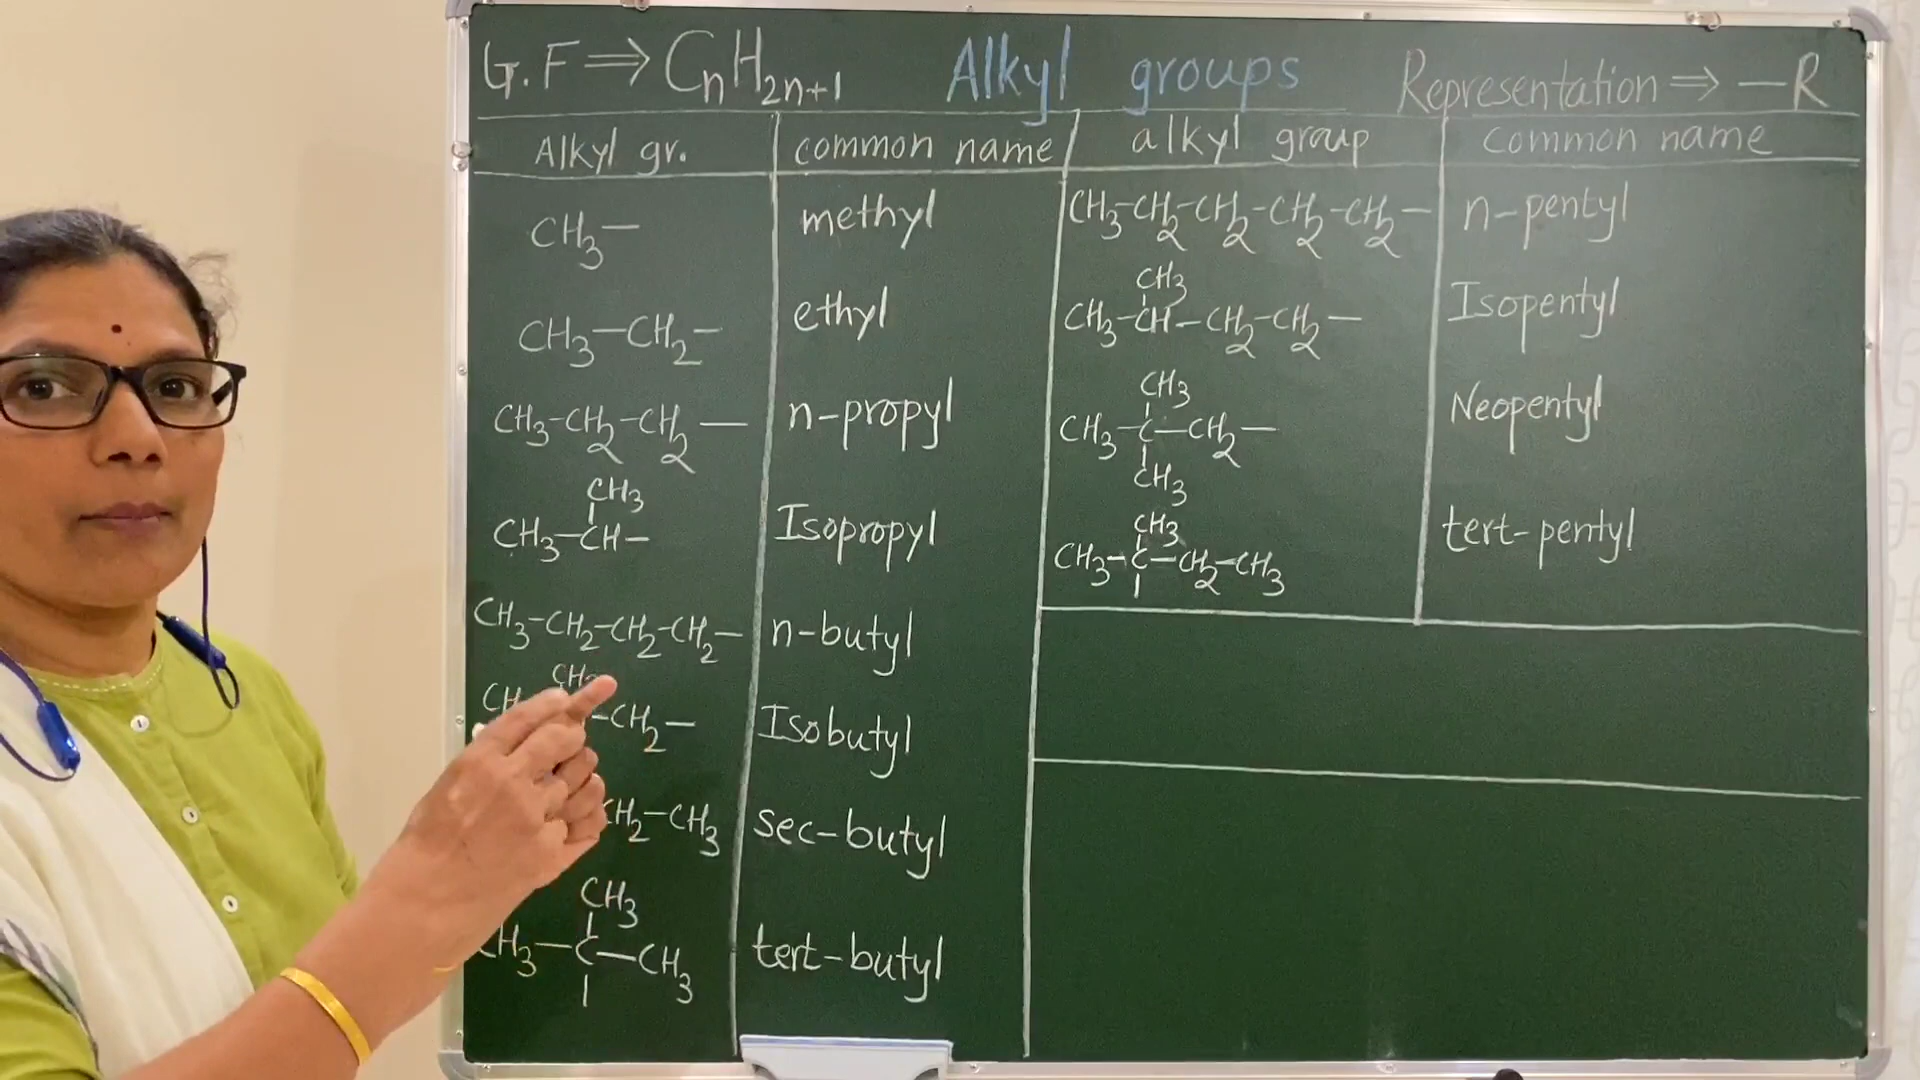 G.F ⇒ CnH2n+1 Alkyl groups Representation ⇒ —R
Alkyl gr. common name alkyl group common name
CH3— methyl
CH3—CH2— ethyl
CH3-CH2-CH2— n-propyl
CH3
CH3—CH— Isopropyl
CH3-CH2-CH2-CH2— n-butyl
—CH2— Isobutyl
CH2—CH3 sec-butyl
CH3
CH3—C—CH3 tert-butyl
CH3-CH2-CH2-CH2-CH2— n-pentyl
CH3
CH3-CH-CH2-CH2— Isopentyl
CH3
CH3-C-CH2— Neopentyl
CH3
CH3
CH3-C-CH2-CH3 tert-pentyl